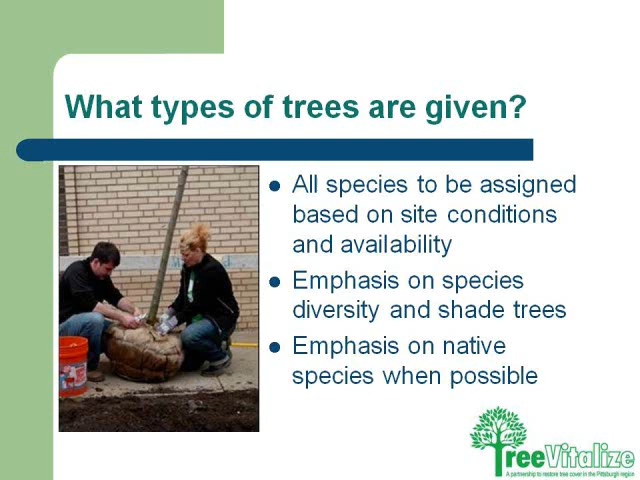 What types of trees are given?
All species to be assigned
based on site conditions
and availability
Emphasis on species
diversity and shade trees
Emphasis on native
species when possible
TreeVitalize
A partnership to restore tree cover in the Pittsburgh region